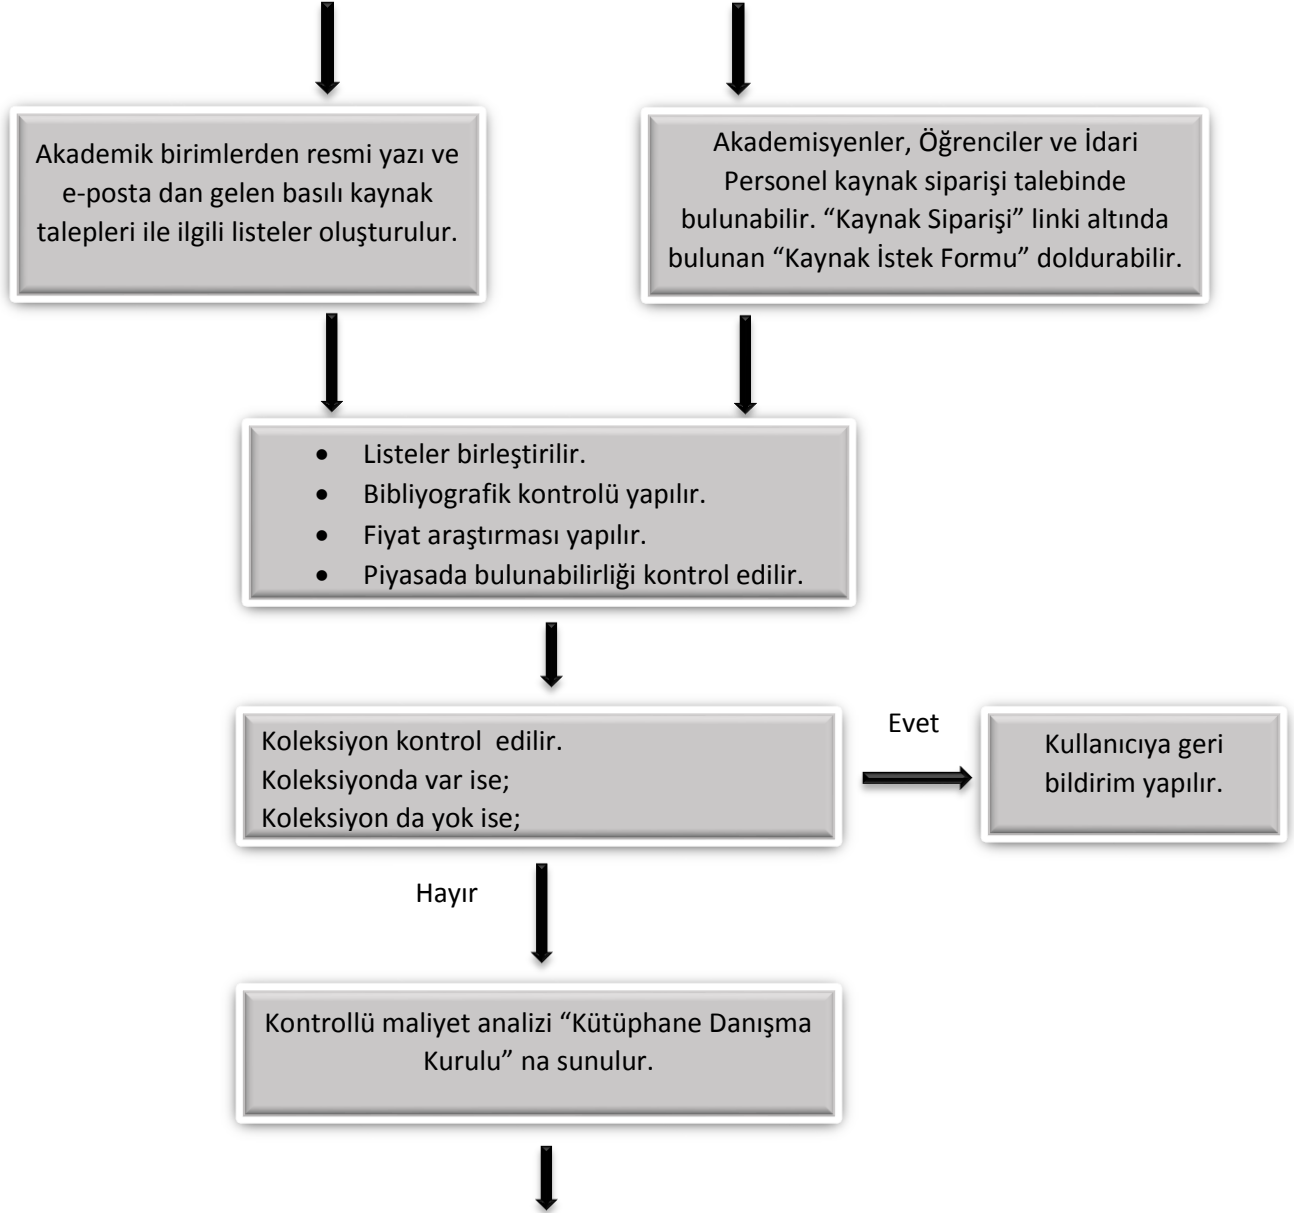 Akademik birimlerden resmi yazı ve
e-posta dan gelen basılı kaynak
talepleri ile ilgili listeler oluşturulur.
Akademisyenler, Öğrenciler ve İdari
Personel kaynak siparişi talebinde
bulunabilir. “Kaynak Siparişi” linki altında
bulunan “Kaynak İstek Formu” doldurabilir.
• Listeler birleştirilir.
• Bibliyografik kontrolü yapılır.
• Fiyat araştırması yapılır.
• Piyasada bulunabilirliği kontrol edilir.
Koleksiyon kontrol  edilir.
Koleksiyonda var ise;
Koleksiyon da yok ise;
Evet
Kullanıcıya geri
bildirim yapılır.
Hayır
Kontrollü maliyet analizi “Kütüphane Danışma
Kurulu” na sunulur.